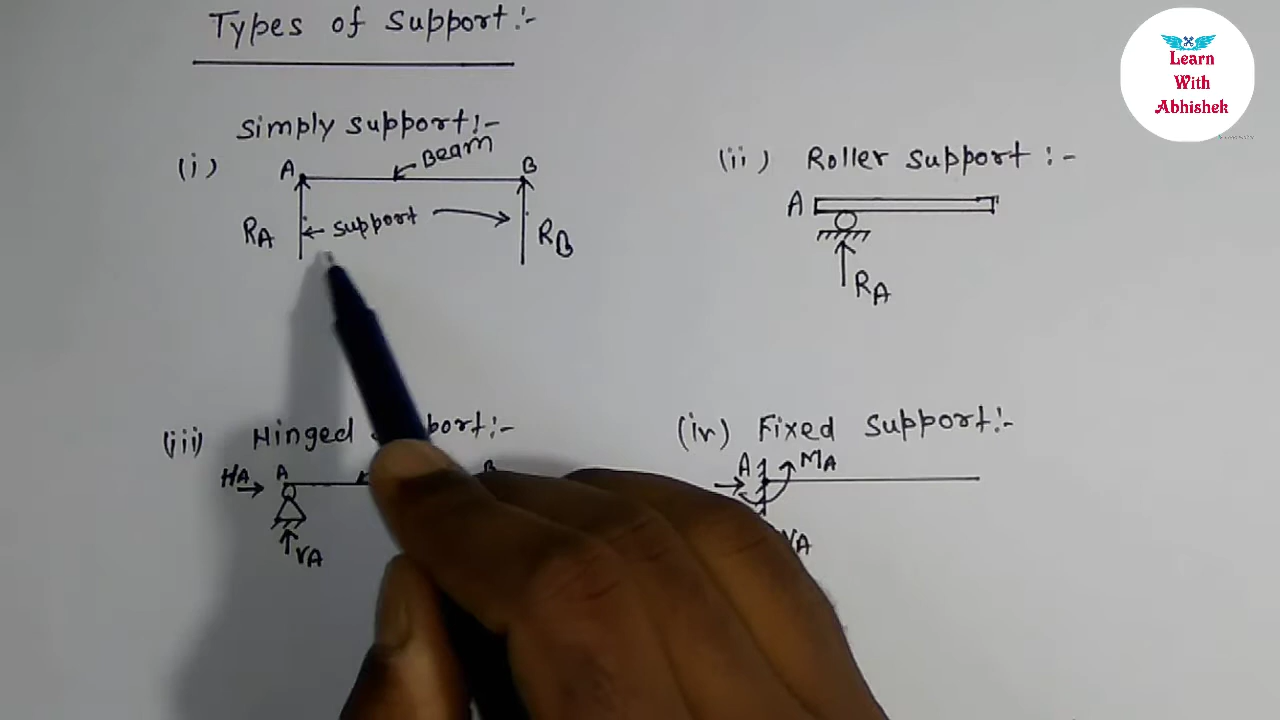 Types of Support:-
Simply support:-
(i) A Beam B
RA ← support RB
(ii) Roller support :-
A
RA
(iii) Hinged
HA A B
VA
(iv) Fixed Support:-
A MA
VA
Learn
With
Abhishek